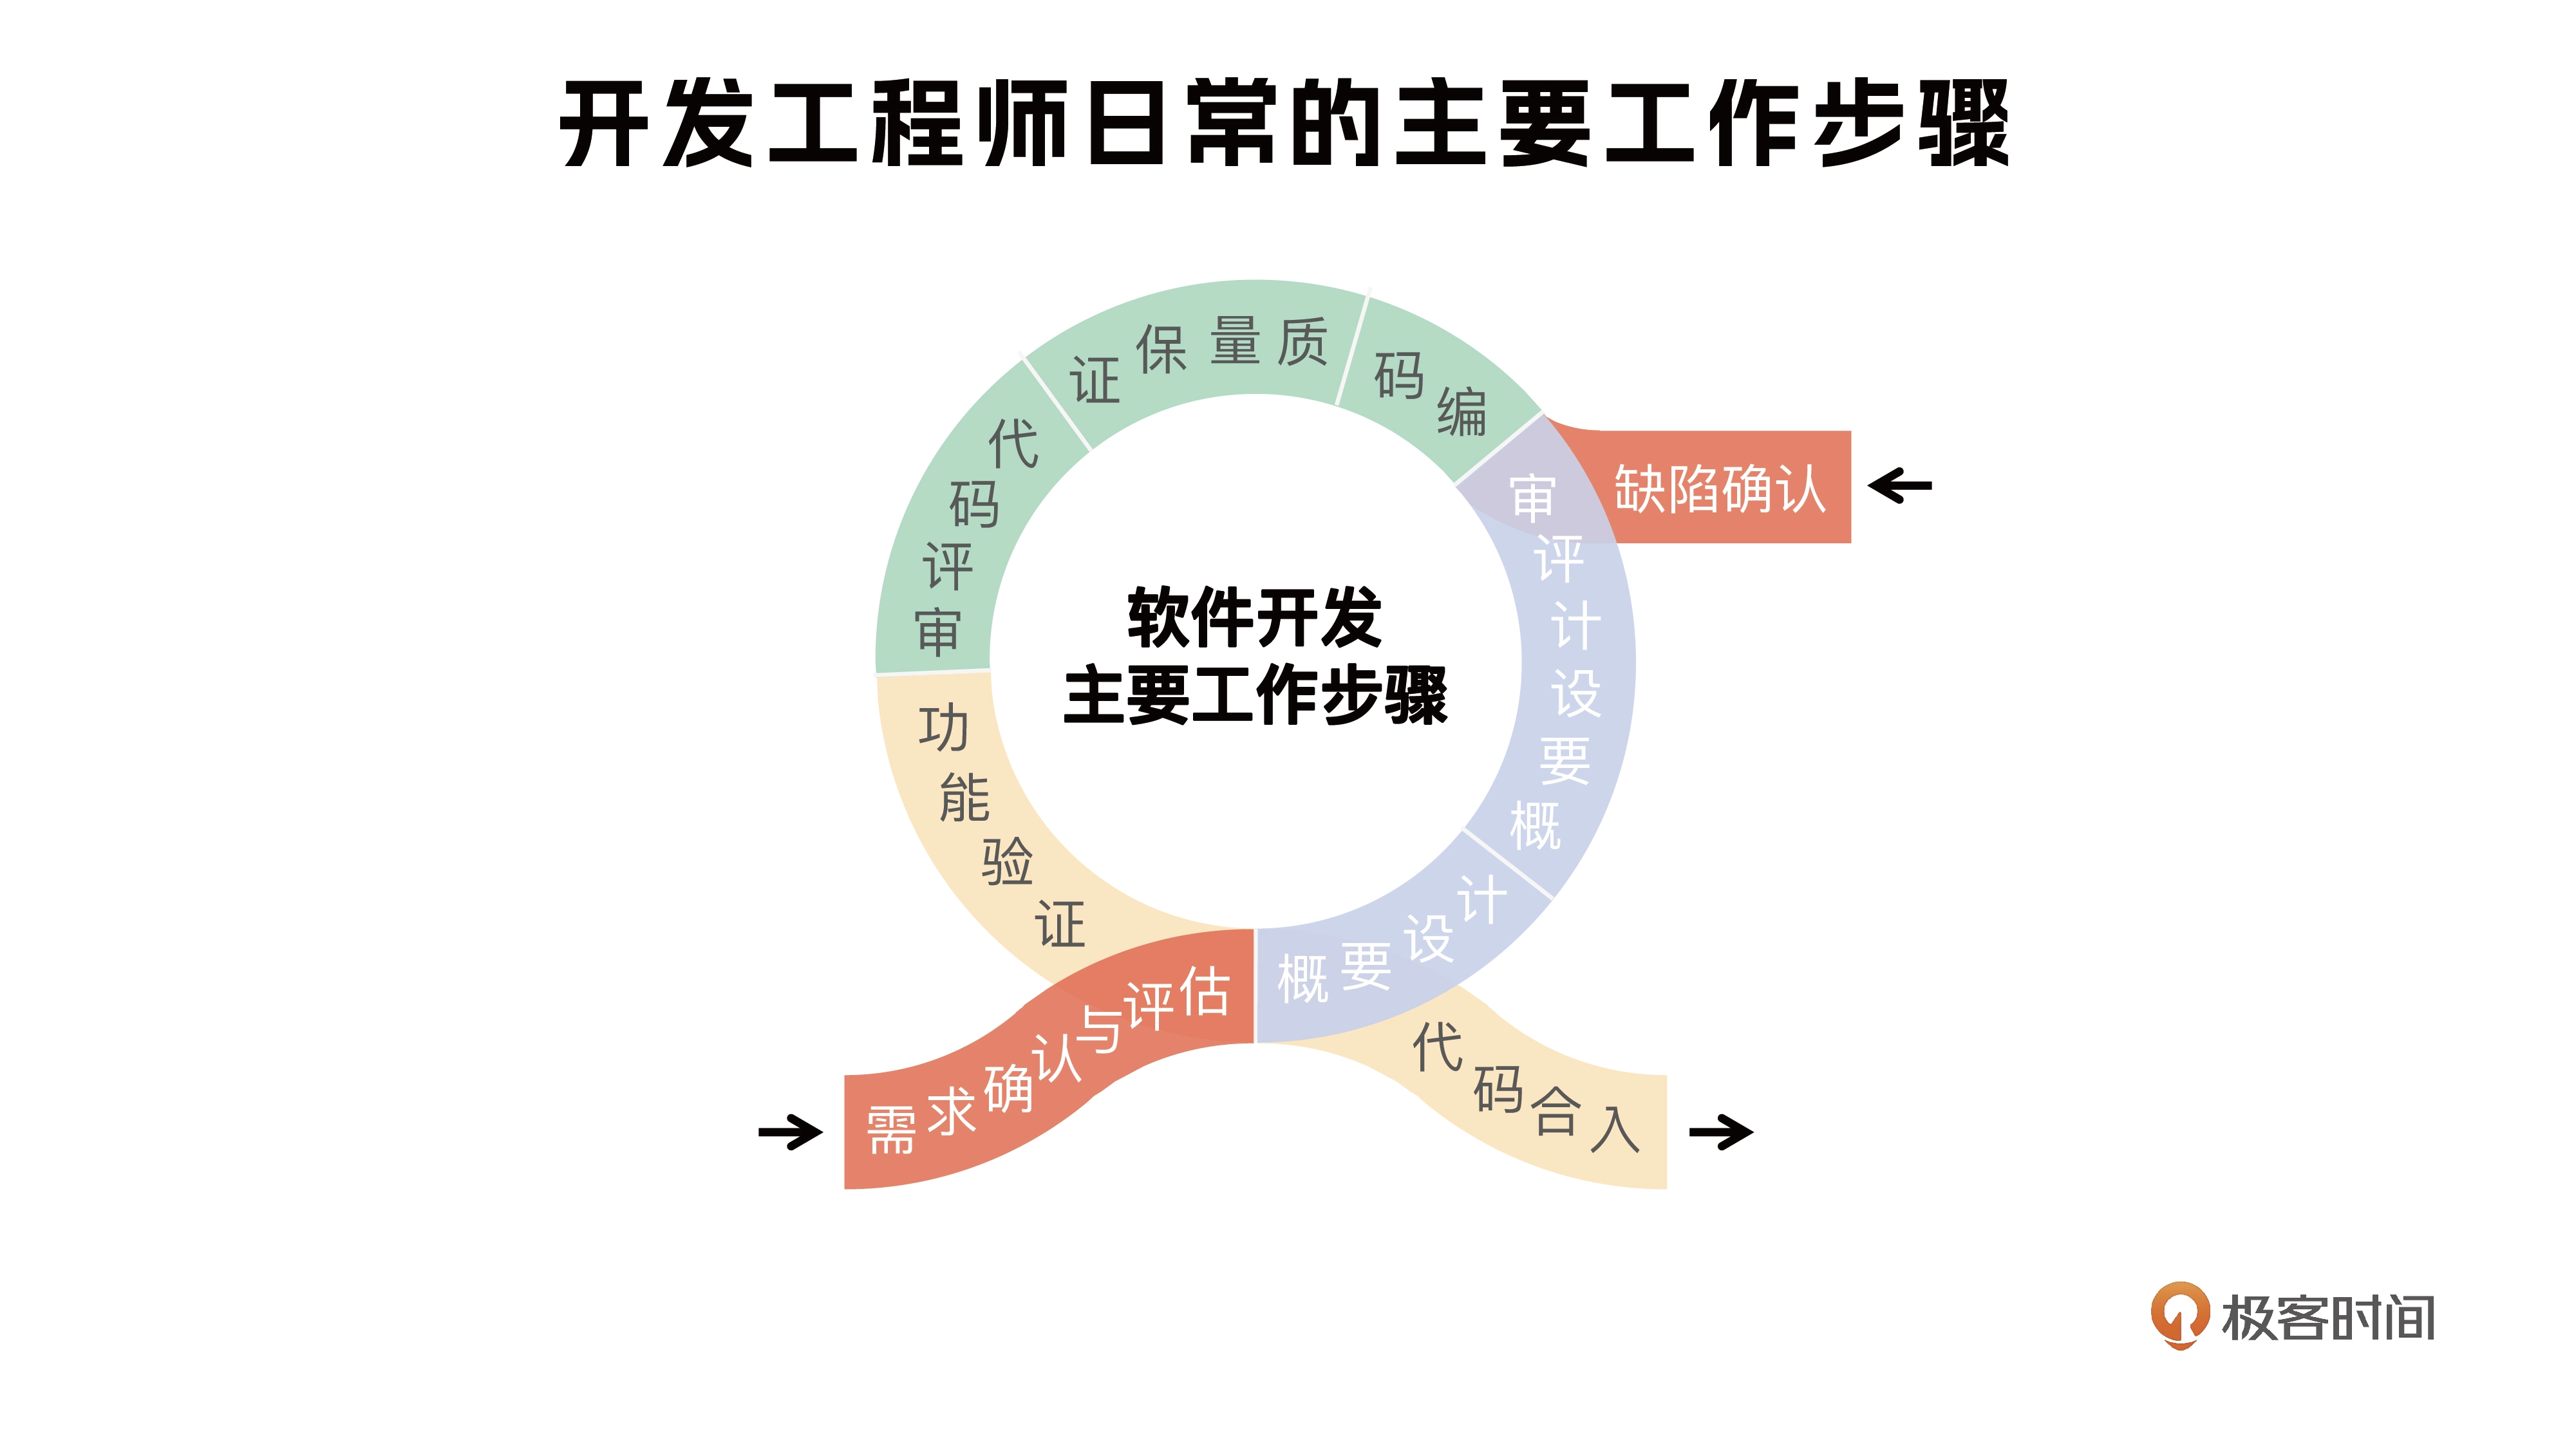 开发工程师日常的主要工作步骤
软件开发
主要工作步骤
需求确认与评估
概要设计
概要设计评审
缺陷确认
编码
质量保证
代码评审
功能验证
代码合入
极客时间